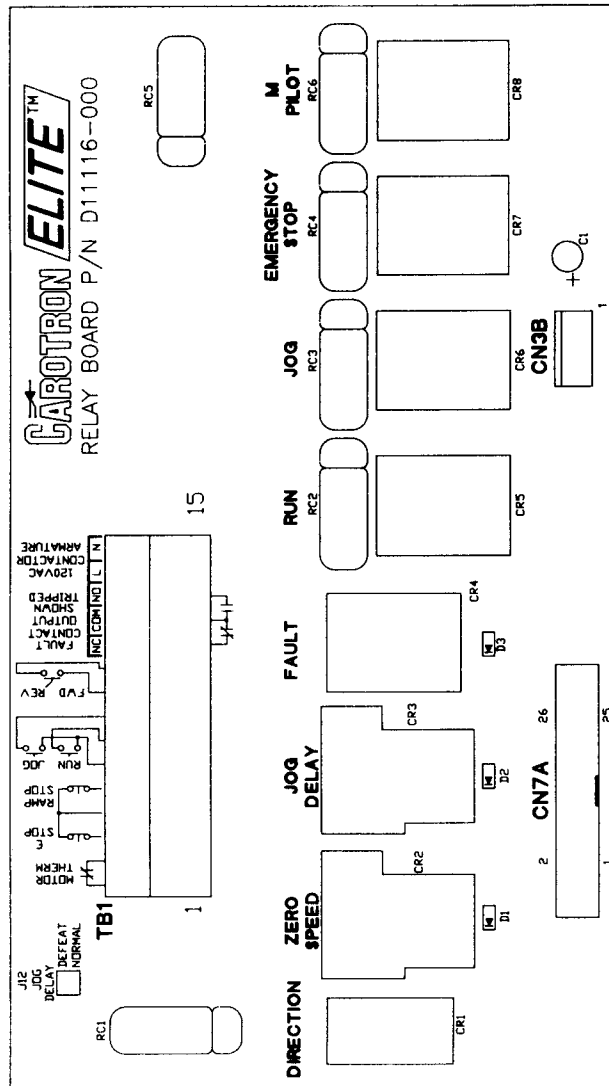 CAROTRON ELITE™
RELAY BOARD P/N D11116-000
RC5
J12
JOG
DELAY
DEFEAT
NORMAL
MOTOR
THERM
E
STOP
RAMP
STOP
RUN
JOG
FWD REV
FAULT
CONTACT
OUTPUT
SHOWN
TRIPPED
120VAC
CONTACTOR
ARMATURE
NC COM NO L N
TB1
1
15
RC1
RC2
RC3
RC4
RC6
DIRECTION
ZERO
SPEED
JOG
DELAY
FAULT
RUN
JOG
EMERGENCY
STOP
M
PILOT
CR1
CR2
CR3
CR4
CR5
CR6
CR7
CR8
D1
D2
D3
CN7A
2
26
1
25
CN3B
1
+
C1